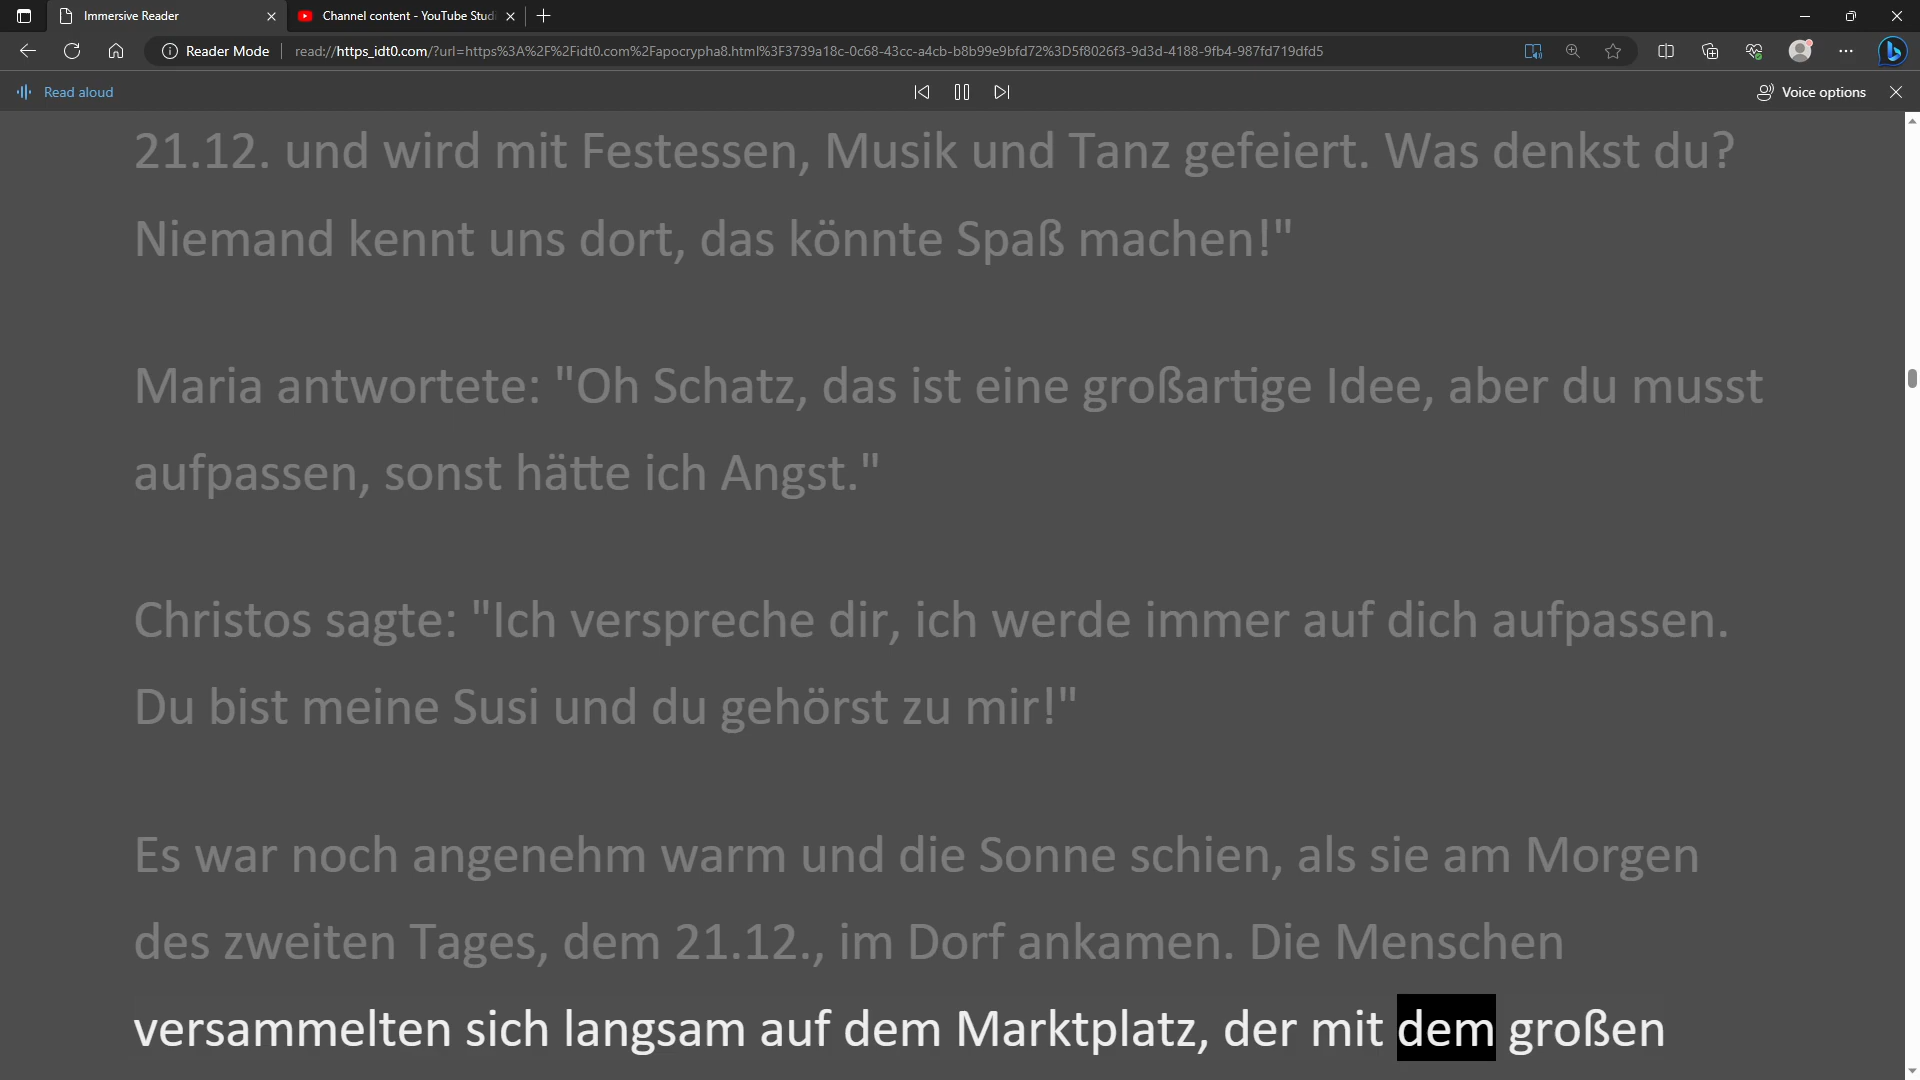 Immersive Reader
Channel content - YouTube Studi
Reader Mode
read://https_idt0.com/?url=https%3A%2F%2Fidt0.com%2Fapocrypha8.html%3F3739a18c-0c68-43cc-a4cb-b8b99e9bfd72%3D5f8026f3-9d3d-4188-9fb4-987fd719dfd5
Read aloud
Voice options
21.12. und wird mit Festessen, Musik und Tanz gefeiert. Was denkst du?
Niemand kennt uns dort, das könnte Spaß machen!"
Maria antwortete: "Oh Schatz, das ist eine großartige Idee, aber du musst
aufpassen, sonst hätte ich Angst."
Christos sagte: "Ich verspreche dir, ich werde immer auf dich aufpassen.
Du bist meine Susi und du gehörst zu mir!"
Es war noch angenehm warm und die Sonne schien, als sie am Morgen
des zweiten Tages, dem 21.12., im Dorf ankamen. Die Menschen
versammelten sich langsam auf dem Marktplatz, der mit dem großen